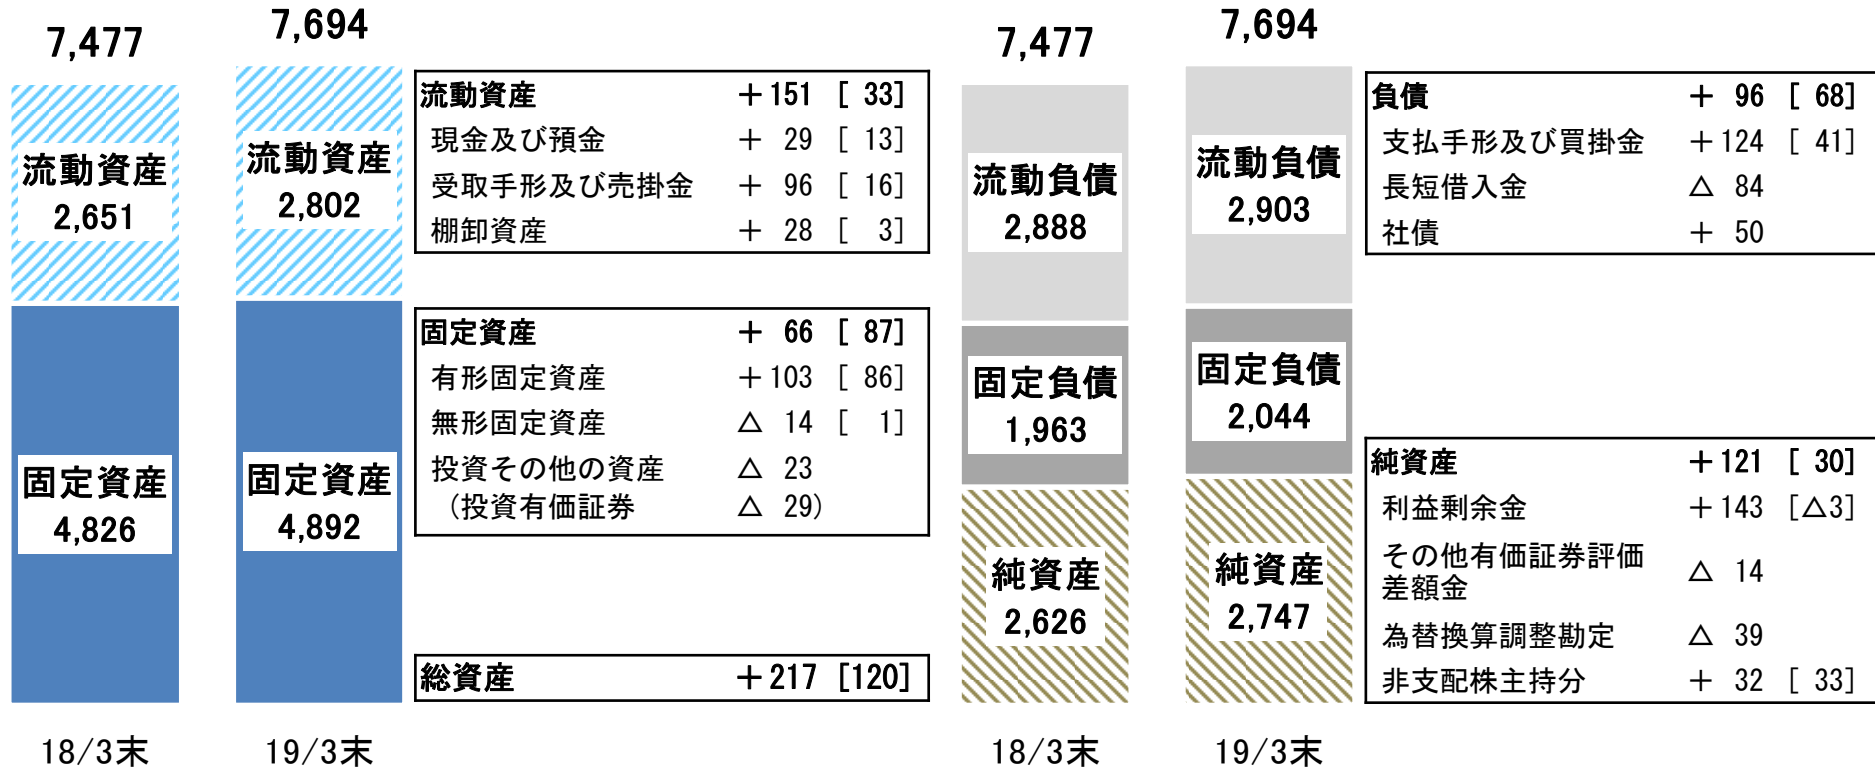 7,477
流動資産
2,651
固定資産
4,826
18/3末
7,694
流動資産
2,802
固定資産
4,892
19/3末
流動資産 ＋151 [ 33]
現金及び預金 ＋ 29 [ 13]
受取手形及び売掛金 ＋ 96 [ 16]
棚卸資産 ＋ 28 [ 3]
固定資産 ＋ 66 [ 87]
有形固定資産 ＋103 [ 86]
無形固定資産 △ 14 [ 1]
投資その他の資産 △ 23
（投資有価証券 △ 29）
総資産 ＋217 [120]
7,477
流動負債
2,888
固定負債
1,963
純資産
2,626
18/3末
7,694
流動負債
2,903
固定負債
2,044
純資産
2,747
19/3末
負債 ＋ 96 [ 68]
支払手形及び買掛金 ＋124 [ 41]
長短借入金 △ 84
社債 ＋ 50
純資産 ＋121 [ 30]
利益剰余金 ＋143 [△3]
その他有価証券評価
差額金 △ 14
為替換算調整勘定 △ 39
非支配株主持分 ＋ 32 [ 33]